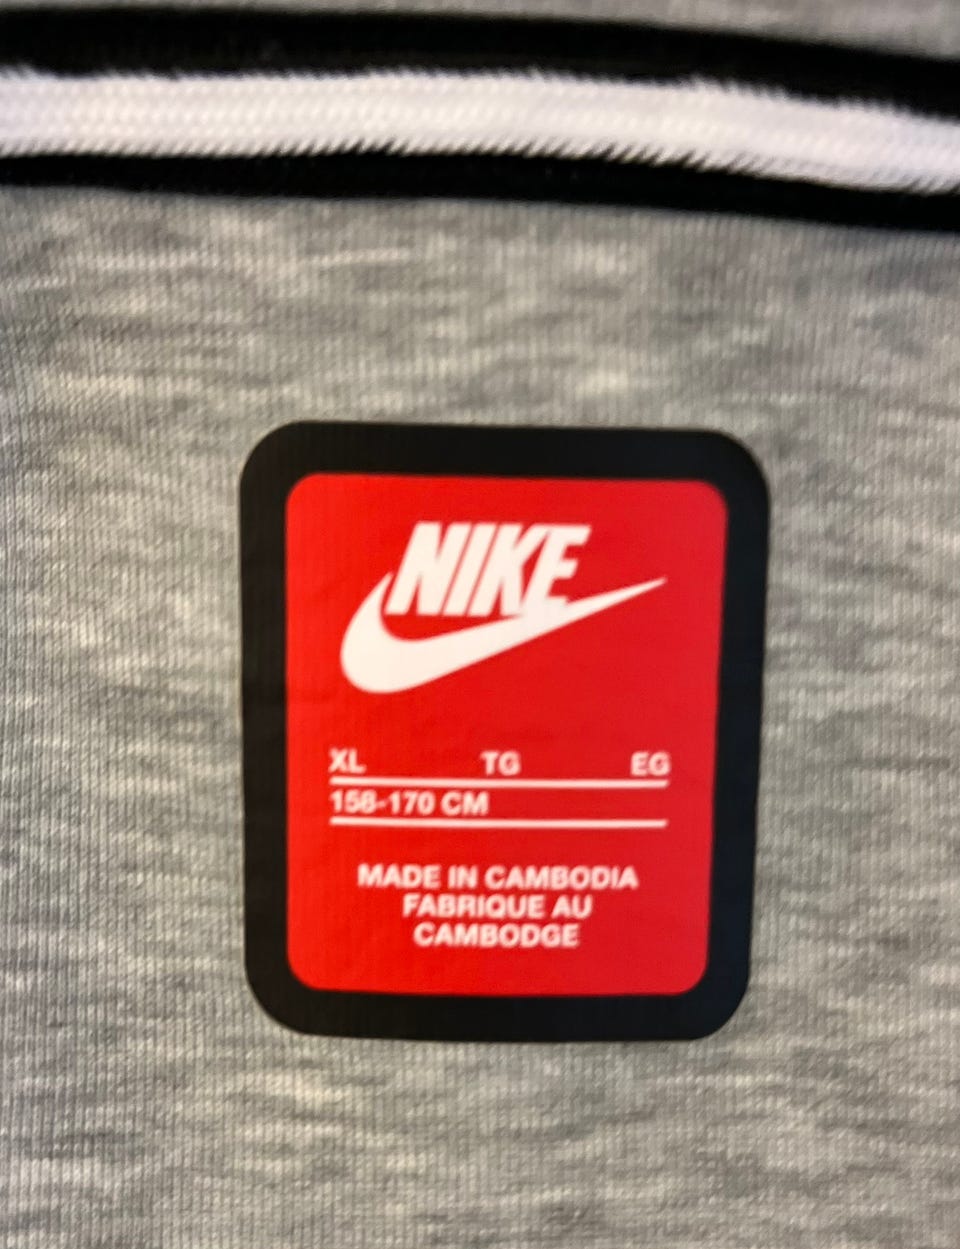 NIKE
XL TG EG
158-170 CM
MADE IN CAMBODIA
FABRIQUE AU
CAMBODGE